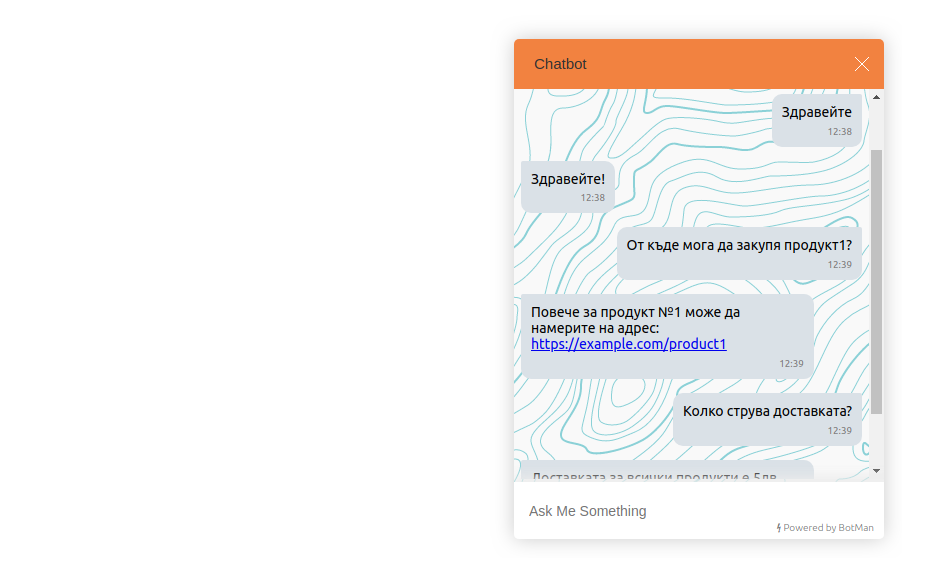 Chatbot
Здравейте
12:38
Здравейте!
12:38
От къде мога да закупя продукт1?
12:39
Повече за продукт №1 може да
намерите на адрес:
https://example.com/product1
12:39
Колко струва доставката?
12:39
Доставката за всички продукти е 5лв.
Ask Me Something
Powered by BotMan